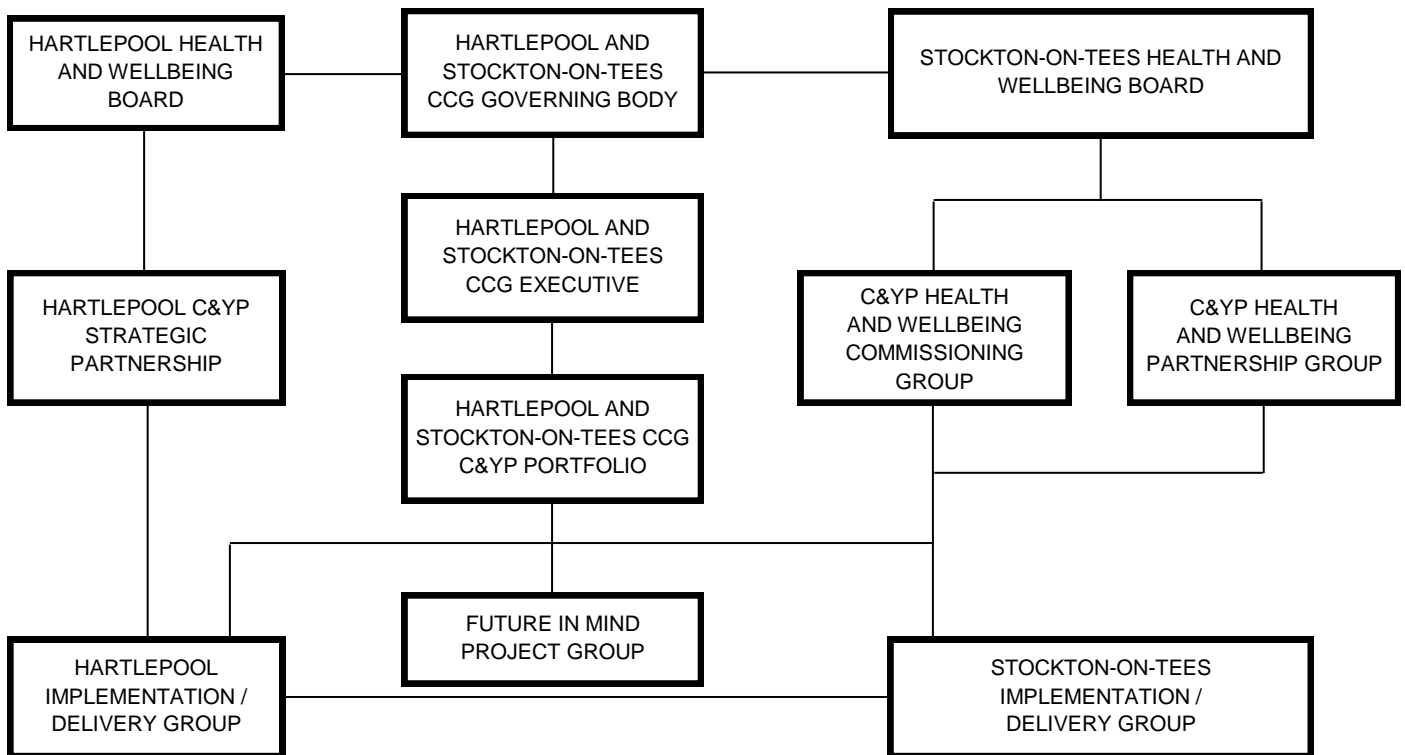 HARTLEPOOL HEALTH
AND WELLBEING
BOARD
HARTLEPOOL AND
STOCKTON-ON-TEES
CCG GOVERNING BODY
STOCKTON-ON-TEES HEALTH AND
WELLBEING BOARD
HARTLEPOOL AND
STOCKTON-ON-TEES
CCG EXECUTIVE
HARTLEPOOL C&YP
STRATEGIC
PARTNERSHIP
C&YP HEALTH
AND WELLBEING
COMMISSIONING
GROUP
C&YP HEALTH
AND WELLBEING
PARTNERSHIP GROUP
HARTLEPOOL AND
STOCKTON-ON-TEES CCG
C&YP PORTFOLIO
FUTURE IN MIND
PROJECT GROUP
HARTLEPOOL
IMPLEMENTATION /
DELIVERY GROUP
STOCKTON-ON-TEES
IMPLEMENTATION /
DELIVERY GROUP